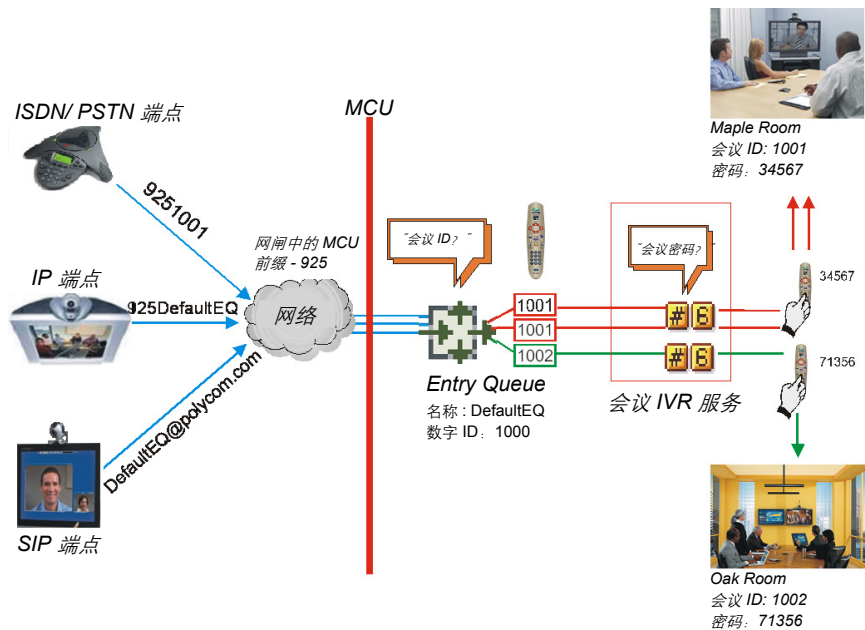 ISDN/ PSTN 端点
MCU
9251001
网闸中的 MCU
前缀 - 925
IP 端点
925DefaultEQ
网络
DefaultEQ@polycom.com
SIP 端点
“会议 ID？”
1001
1001
1002
Entry Queue
名称 : DefaultEQ
数字 ID：1000
“会议密码？”
# 6
# 6
会议 IVR 服务
Maple Room
会议 ID: 1001
密码：34567
34567
71356
Oak Room
会议 ID: 1002
密码：71356